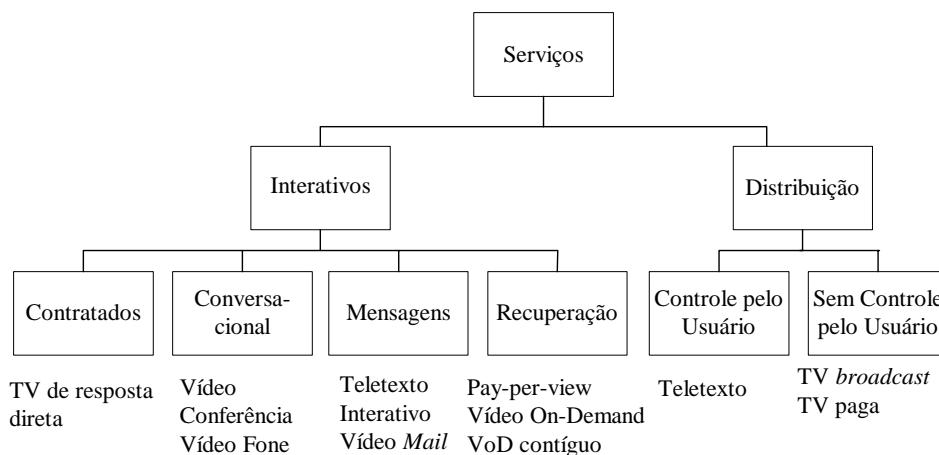 Serviços
Interativos
Distribuição
Contratados
Conversa-
cional
Mensagens
Recuperação
Controle pelo
Usuário
Sem Controle
pelo Usuário
TV de resposta
direta
Vídeo
Conferência
Vídeo Fone
Teletexto
Interativo
Vídeo Mail
Pay-per-view
Vídeo On-Demand
VoD contíguo
Teletexto
TV broadcast
TV paga